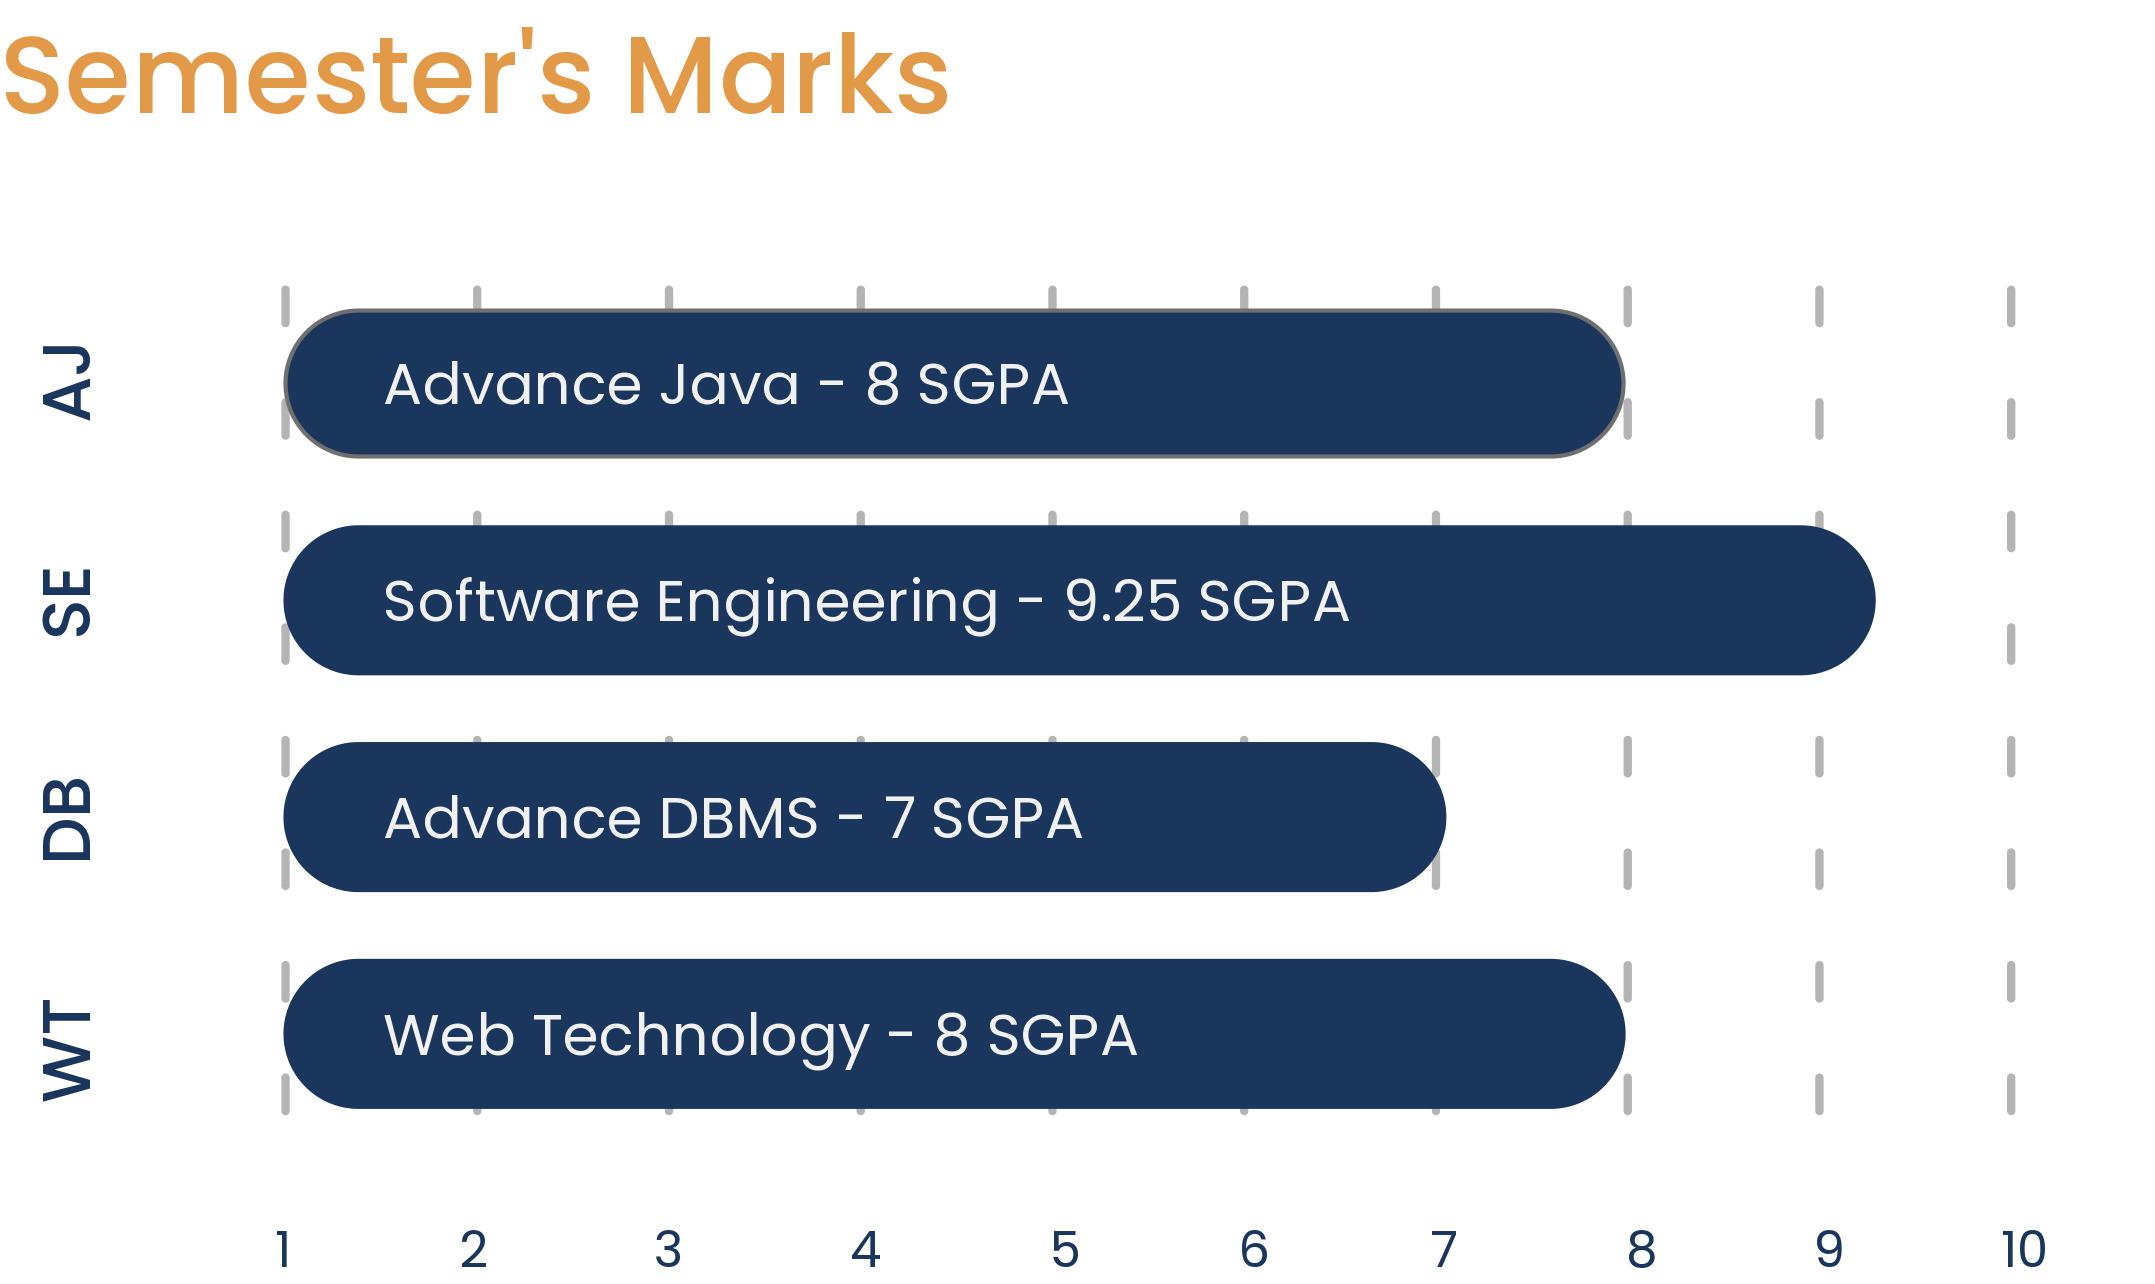 Semester's Marks
AJ
Advance Java - 8 SGPA
SE
Software Engineering - 9.25 SGPA
DB
Advance DBMS - 7 SGPA
WT
Web Technology - 8 SGPA
1 2 3 4 5 6 7 8 9 10